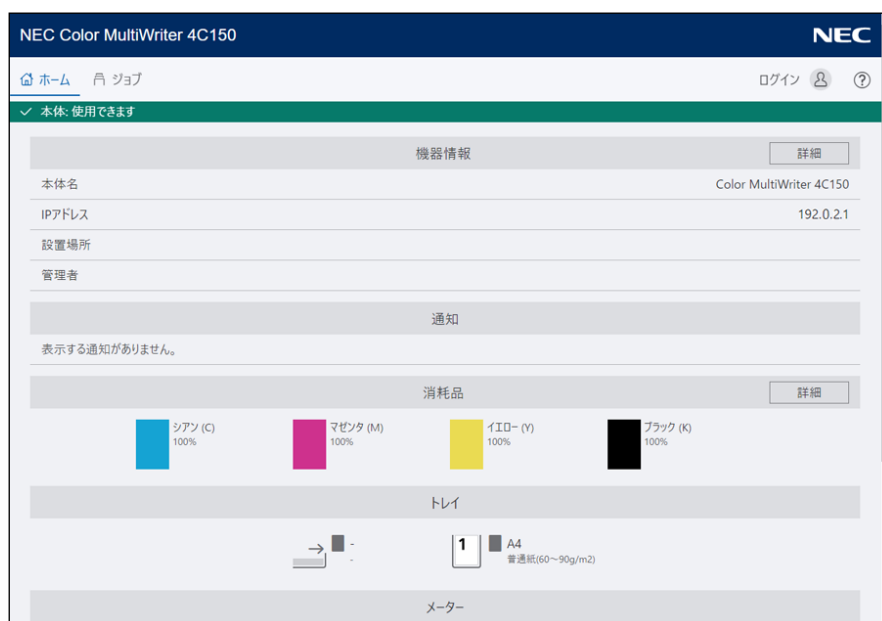 NEC Color MultiWriter 4C150
NEC
ホーム ジョブ ログイン ?
本体: 使用できます
機器情報 詳細
本体名 Color MultiWriter 4C150
IPアドレス 192.0.2.1
設置場所
管理者
通知
表示する通知がありません。
消耗品 詳細
シアン (C) マゼンタ (M) イエロー (Y) ブラック (K)
100% 100% 100% 100%
トレイ
- 1 A4
- 普通紙(60～90g/m2)
メーター